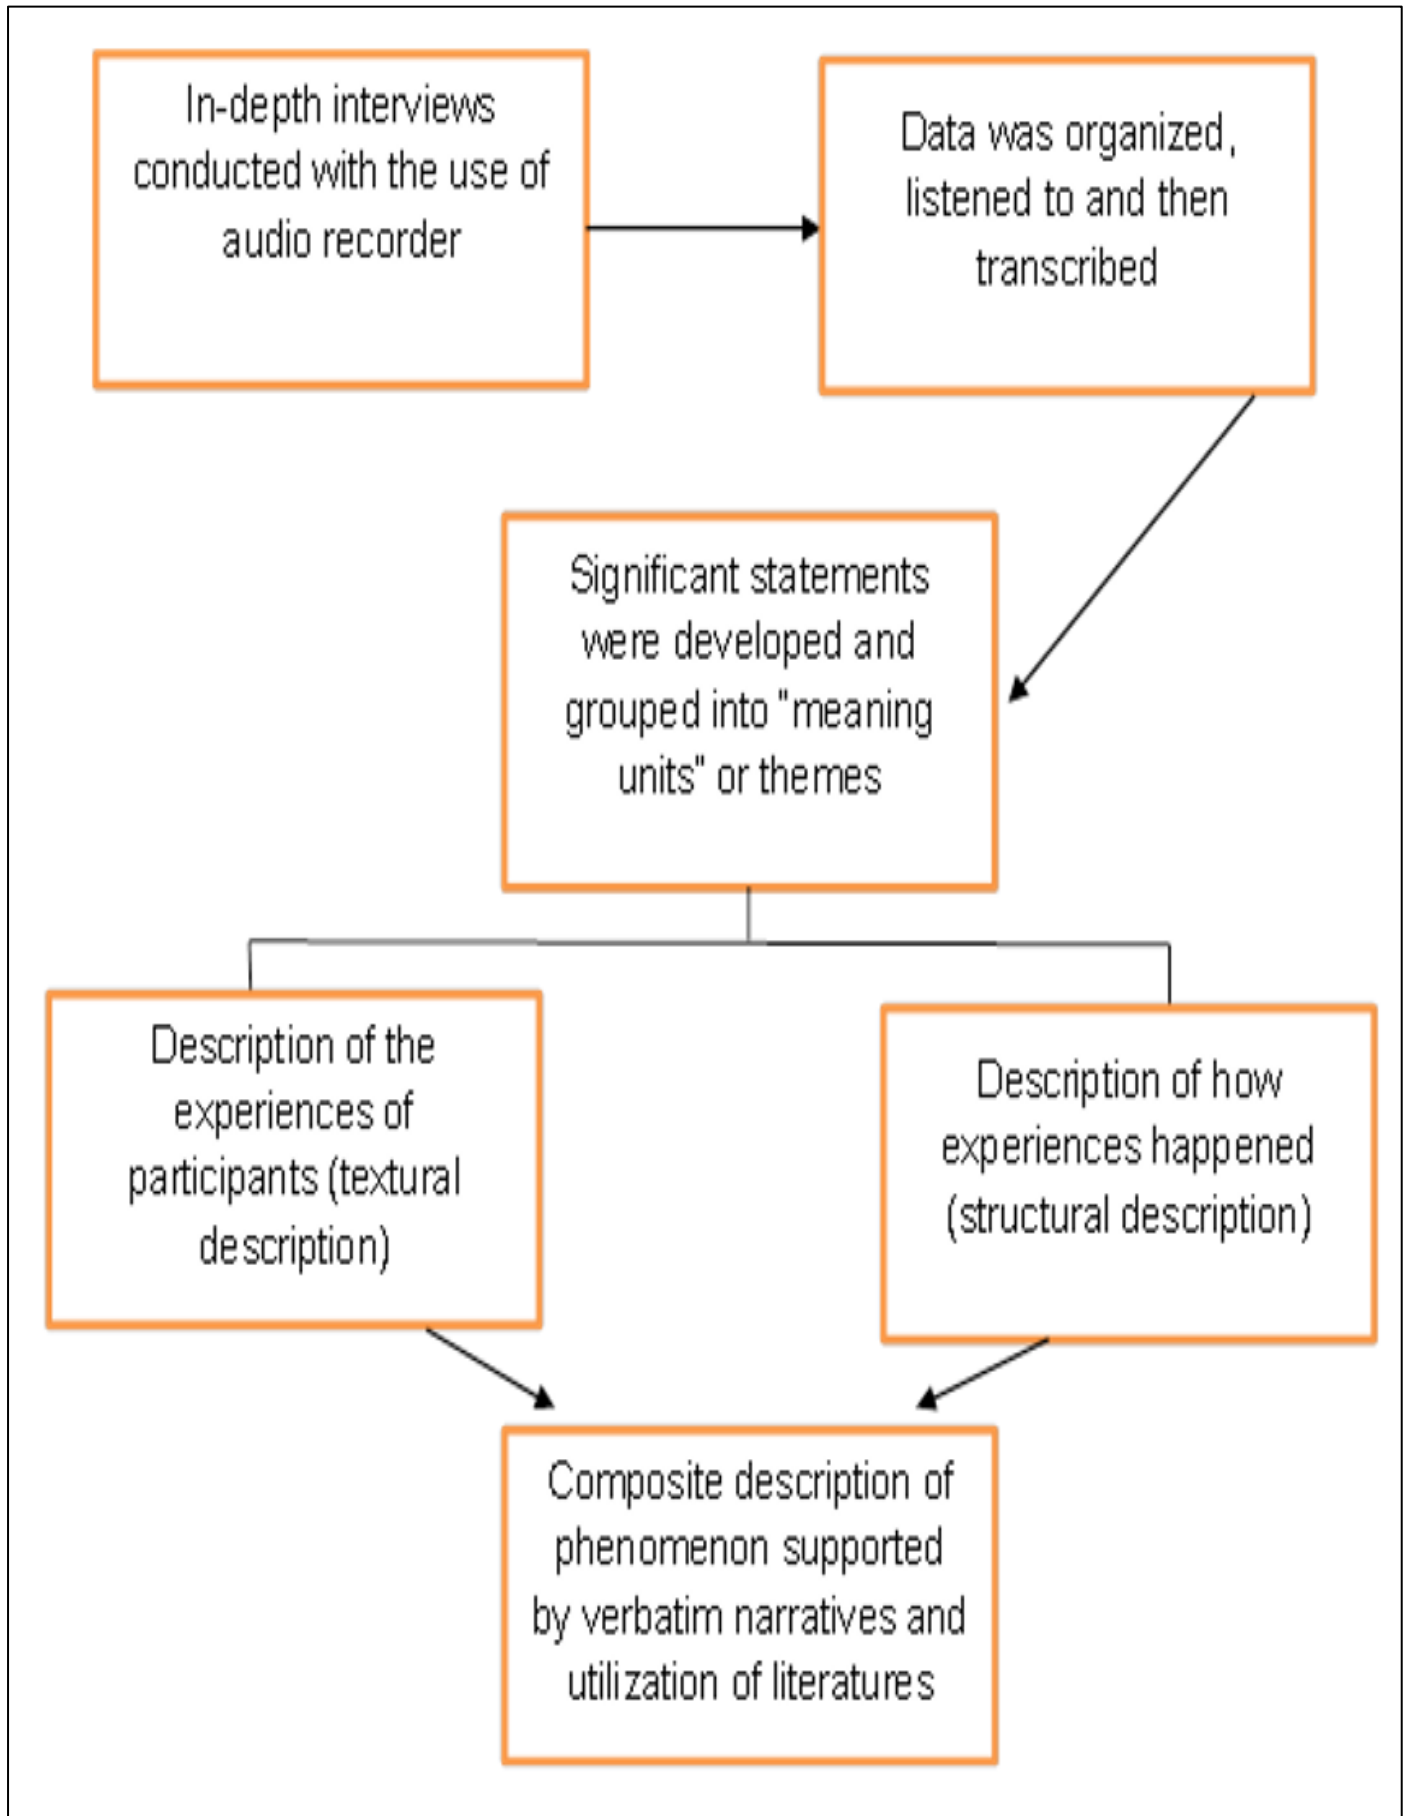 In-depth interviews
conducted with the use of
audio recorder
Data was organized,
listened to and then
transcribed
Significant statements
were developed and
grouped into "meaning
units" or themes
Description of the
experiences of
participants (textural
description)
Description of how
experiences happened
(structural description)
Composite description of
phenomenon supported
by verbatim narratives and
utilization of literatures